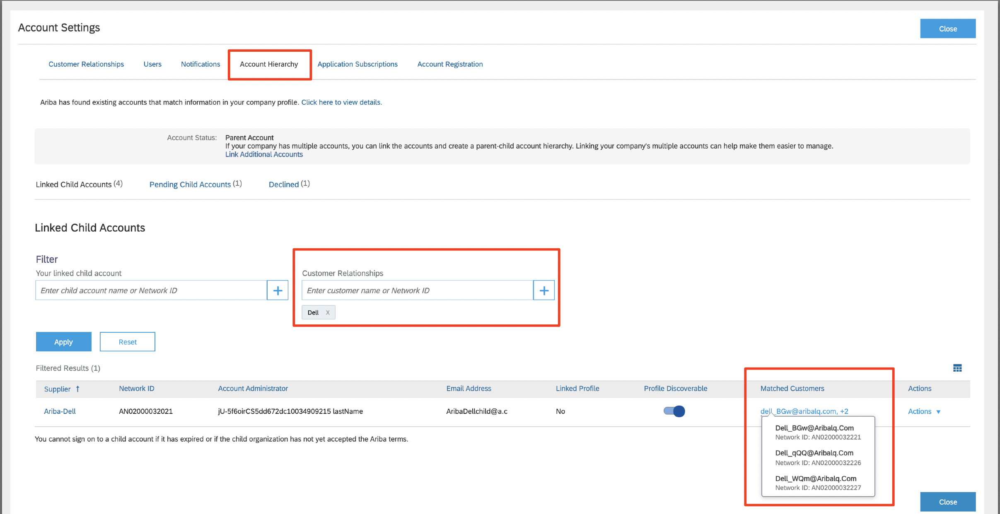 Account Settings
Close
Customer Relationships Users Notifications Account Hierarchy Application Subscriptions Account Registration
Ariba has found existing accounts that match information in your company profile. Click here to view details.
Account Status: Parent Account
If your company has multiple accounts, you can link the accounts and create a parent-child account hierarchy. Linking your company's multiple accounts can help make them easier to manage.
Link Additional Accounts
Linked Child Accounts (4) Pending Child Accounts (1) Declined (1)
Linked Child Accounts
Filter
Your linked child account Customer Relationships
Enter child account name or Network ID + Enter customer name or Network ID +
Dell X
Apply Reset
Filtered Results (1)
Supplier ↑ Network ID Account Administrator Email Address Linked Profile Profile Discoverable Matched Customers Actions
Ariba-Dell AN02000032021 jU-5f6oirCS5dd672dc10034909215 lastName AribaDellchild@a.c No dell_BGw@aribalq.com, +2 Actions ▼
Dell_BGw@Aribalq.Com
Network ID: AN02000032221
Dell_qQQ@Aribalq.Com
Network ID: AN02000032226
Dell_WQm@Aribalq.Com
Network ID: AN02000032227
You cannot sign on to a child account if it has expired or if the child organization has not yet accepted the Ariba terms.
Close